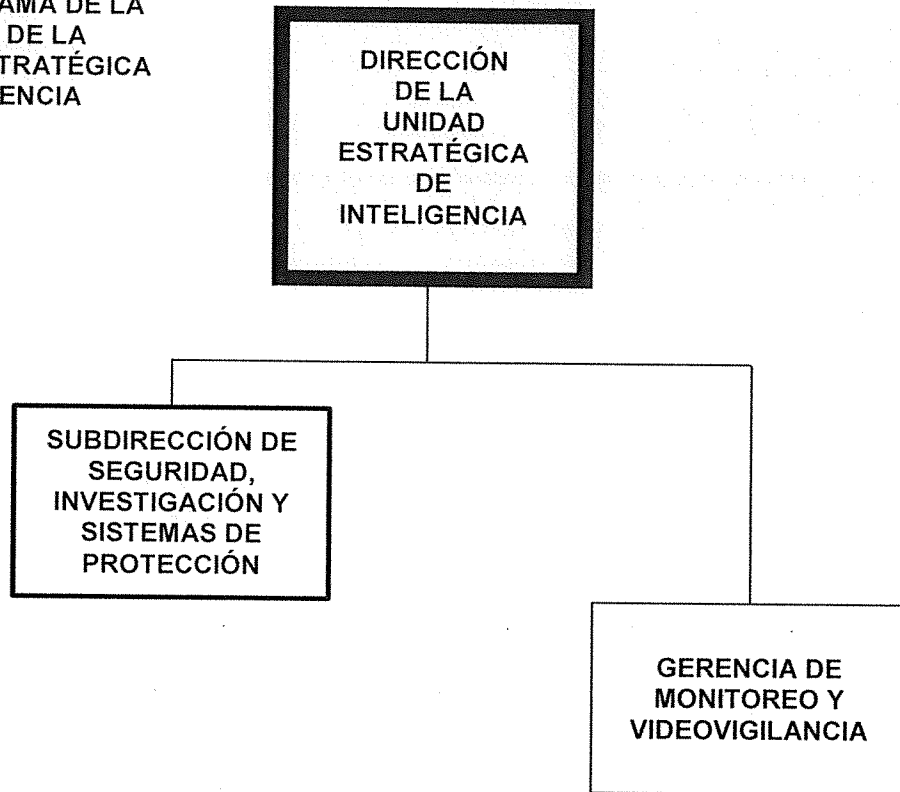 AMA DE LA
DE LA
TRATÉGICA
ENCIA
DIRECCIÓN
DE LA
UNIDAD
ESTRATÉGICA
DE
INTELIGENCIA
SUBDIRECCIÓN DE
SEGURIDAD,
INVESTIGACIÓN Y
SISTEMAS DE
PROTECCIÓN
GERENCIA DE
MONITOREO Y
VIDEOVIGILANCIA